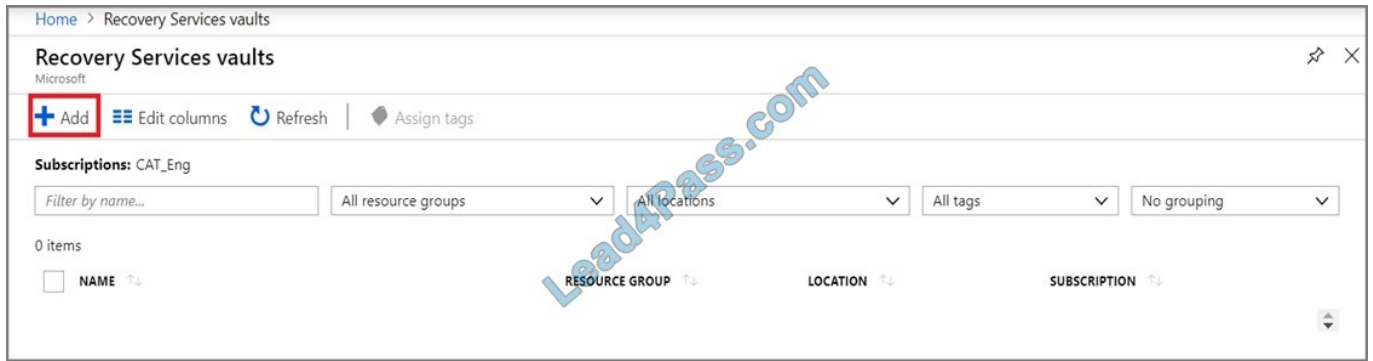 Home > Recovery Services vaults
Recovery Services vaults
Microsoft
Add Edit columns Refresh Assign tags
Subscriptions: CAT_Eng
Filter by name... All resource groups All locations All tags No grouping
0 items
NAME RESOURCE GROUP LOCATION SUBSCRIPTION
Lead4Pass.com